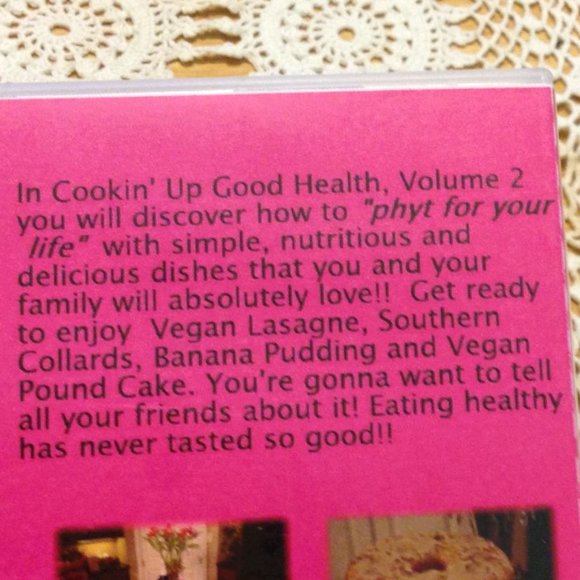 In Cookin' Up Good Health, Volume 2
you will discover how to "phyt for your
life" with simple, nutritious and
delicious dishes that you and your
family will absolutely love!! Get ready
to enjoy Vegan Lasagne, Southern
Collards, Banana Pudding and Vegan
Pound Cake. You're gonna want to tell
all your friends about it! Eating healthy
has never tasted so good!!